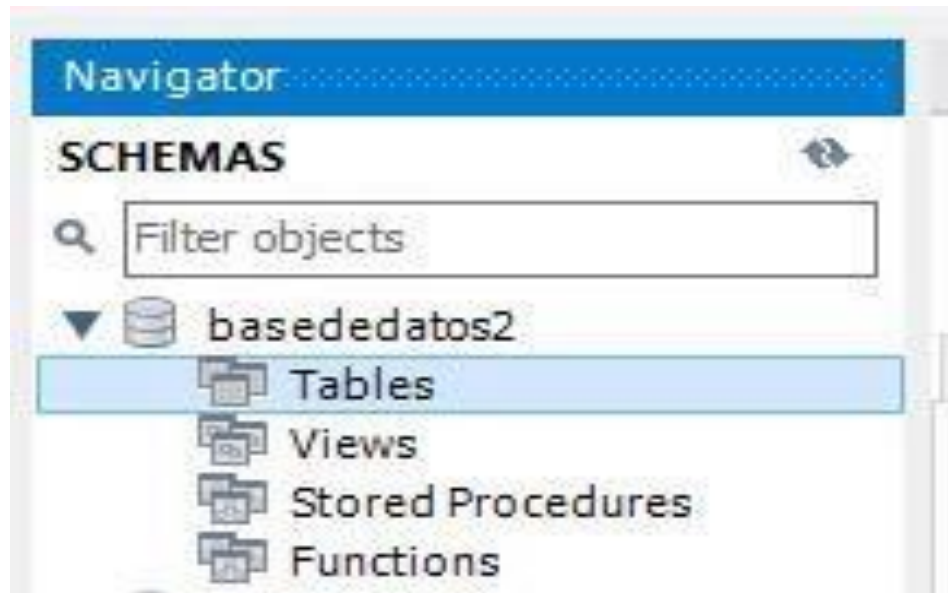 Navigator
SCHEMAS
Filter objects
basededatos2
Tables
Views
Stored Procedures
Functions